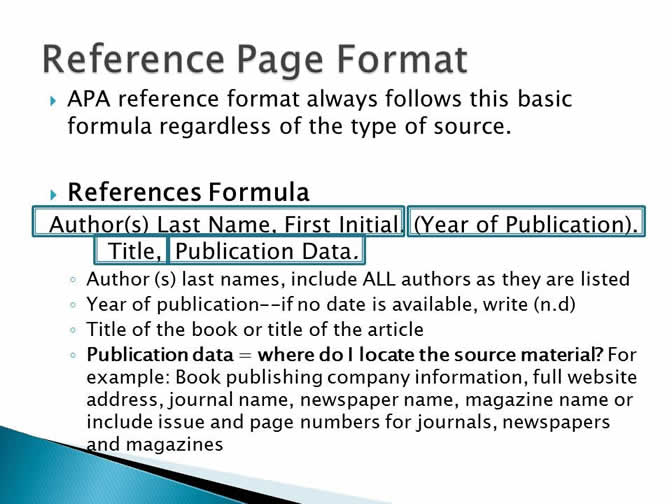 Reference Page Format
APA reference format always follows this basic
formula regardless of the type of source.
References Formula
Author(s) Last Name, First Initial. (Year of Publication).
Title, Publication Data.
Author (s) last names, include ALL authors as they are listed
Year of publication--if no date is available, write (n.d)
Title of the book or title of the article
Publication data = where do I locate the source material? For
example: Book publishing company information, full website
address, journal name, newspaper name, magazine name or
include issue and page numbers for journals, newspapers
and magazines